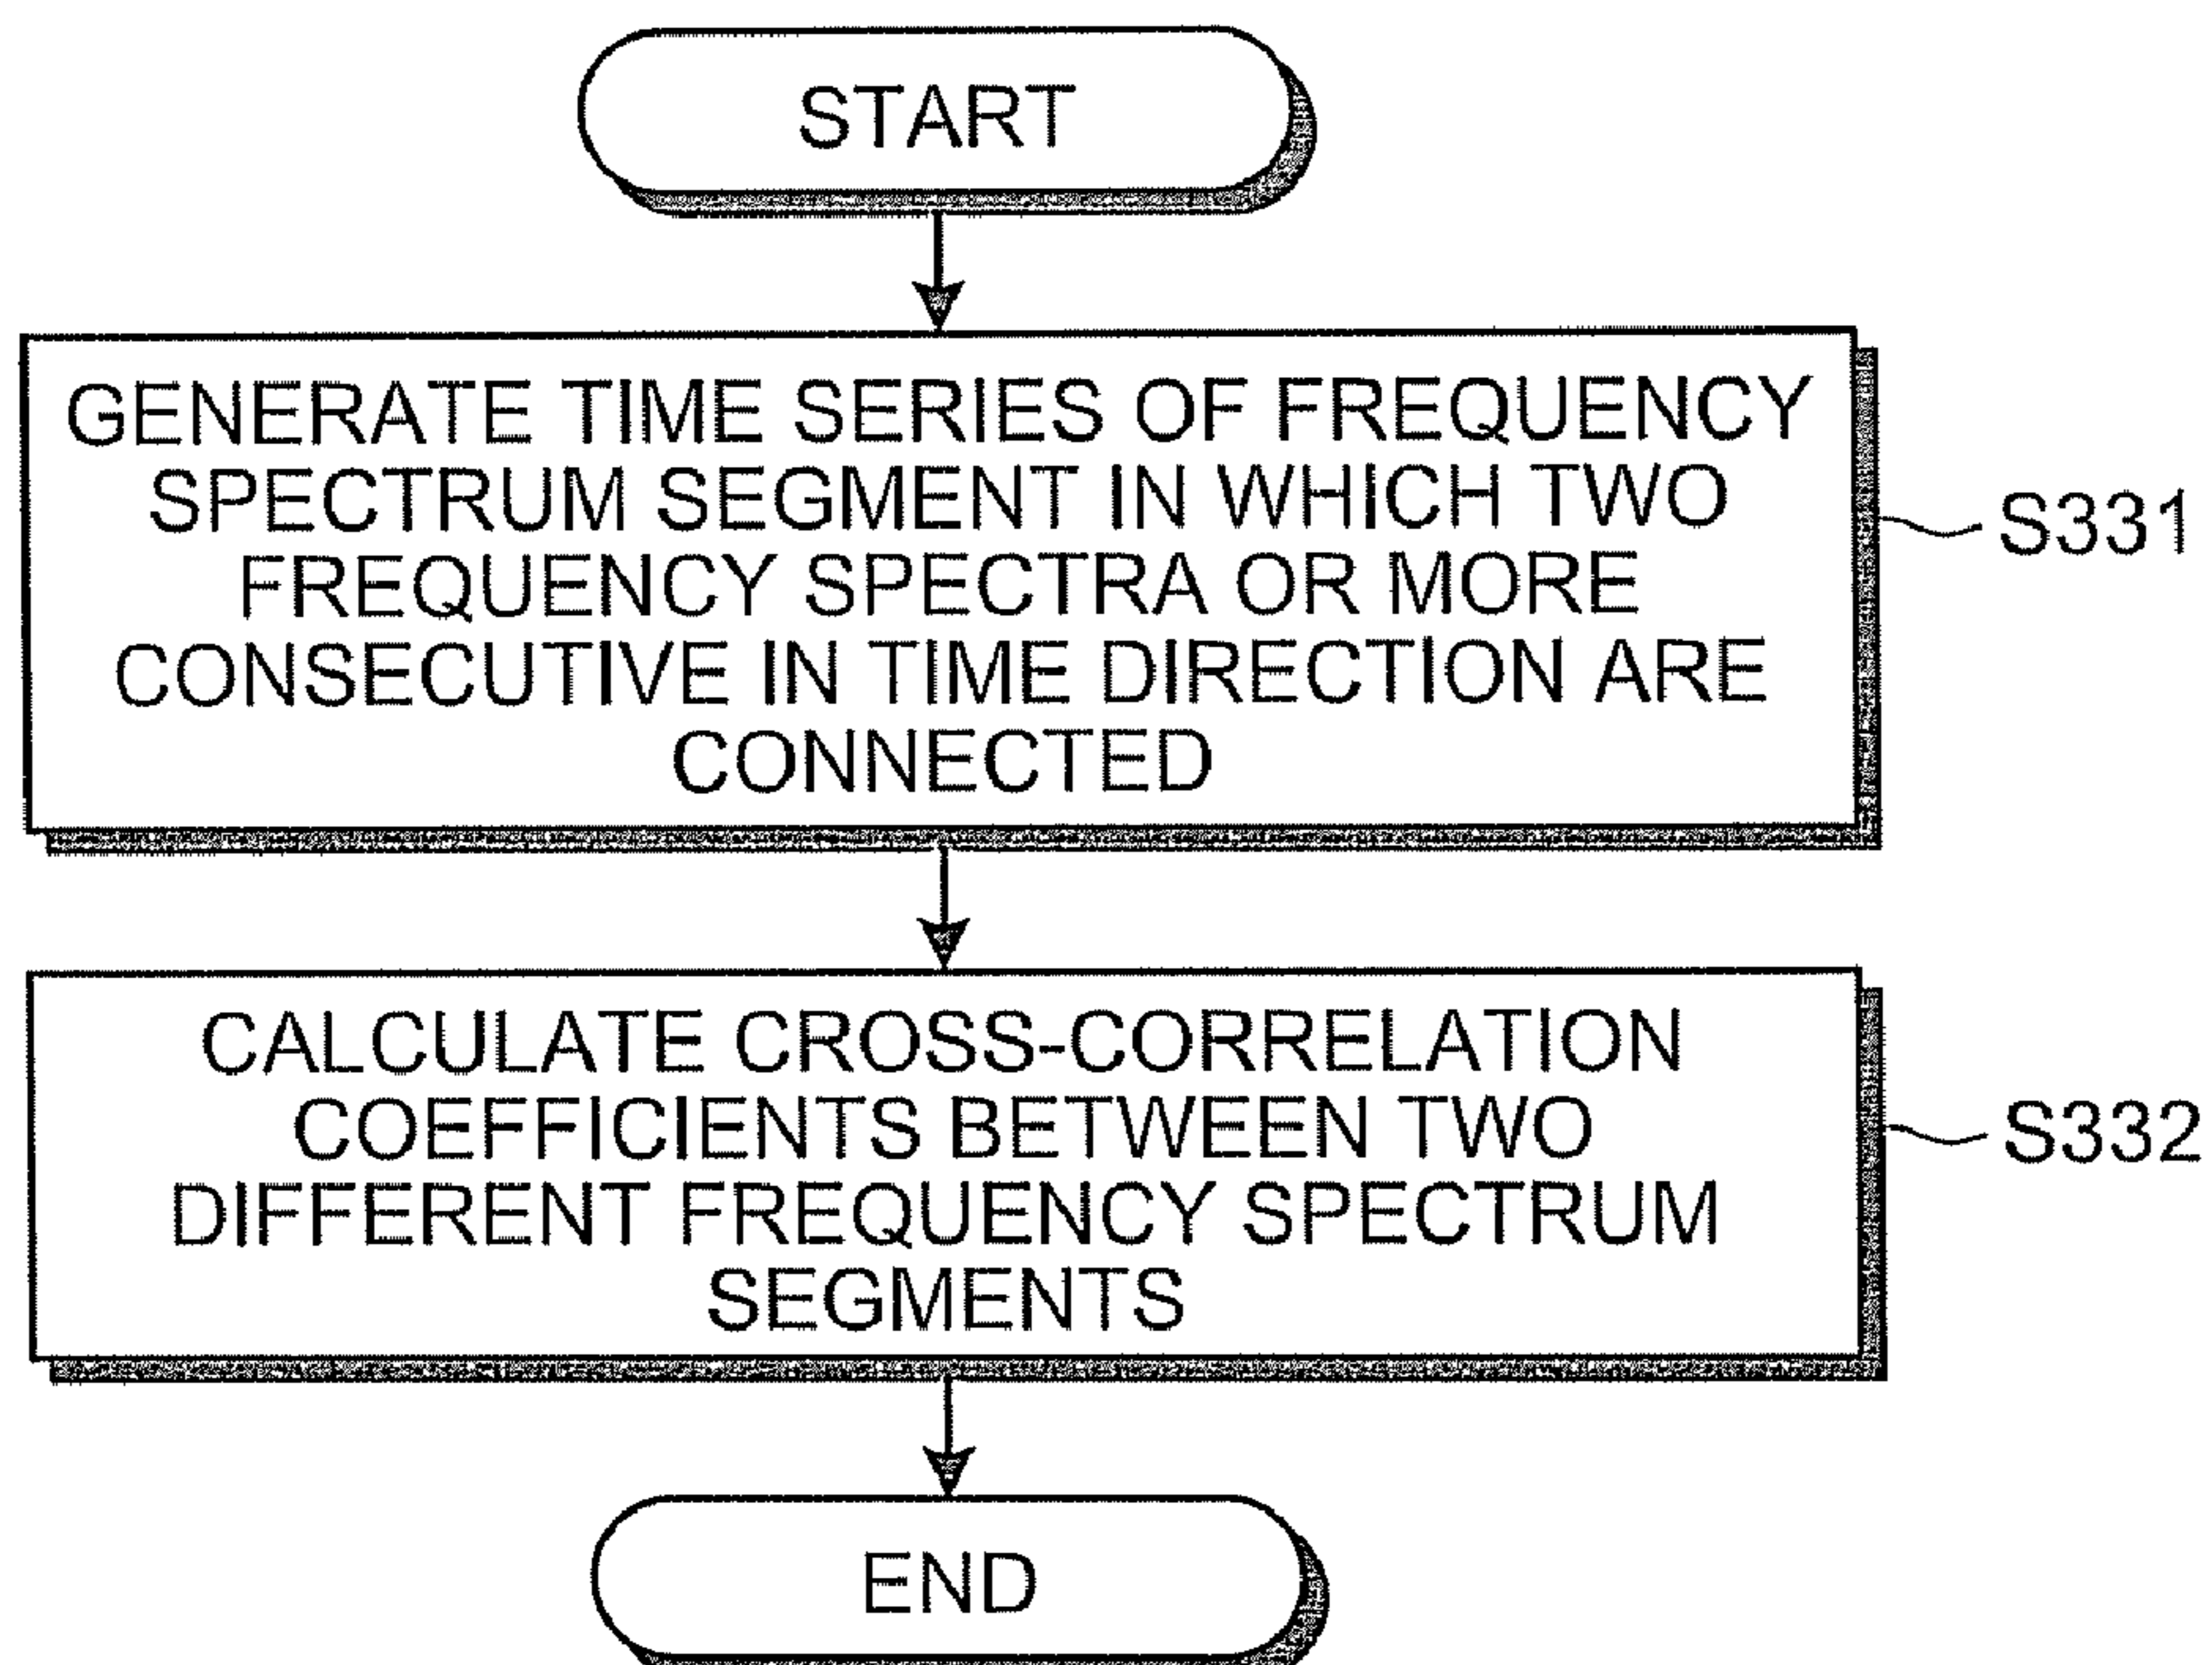 START
GENERATE TIME SERIES OF FREQUENCY
SPECTRUM SEGMENT IN WHICH TWO
FREQUENCY SPECTRA OR MORE
CONSECUTIVE IN TIME DIRECTION ARE
CONNECTED
S331
CALCULATE CROSS-CORRELATION
COEFFICIENTS BETWEEN TWO
DIFFERENT FREQUENCY SPECTRUM
SEGMENTS
S332
END